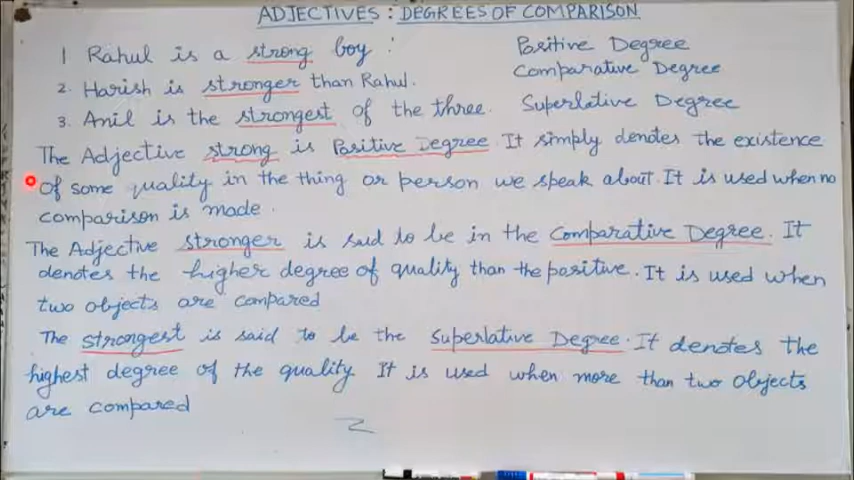 ADJECTIVES : DEGREES OF COMPARISON
1 Rahul is a strong boy : Positive Degree
2. Harish is stronger than Rahul. Comparative Degree
3. Anil is the strongest of the three. Superlative Degree
The Adjective strong is Positive Degree. It simply denotes the existence
of some quality in the thing or person we speak about. It is used when no
comparison is made.
The Adjective stronger is said to be in the Comparative Degree. It
denotes the higher degree of quality than the positive. It is used when
two objects are compared
The strongest is said to be the Superlative Degree. It denotes the
highest degree of the quality It is used when more than two objects
are compared